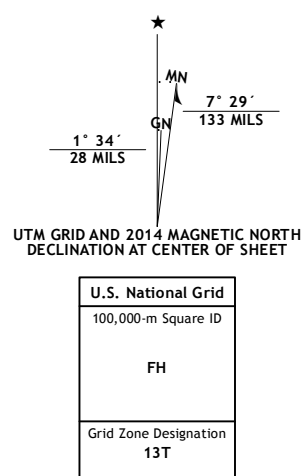 MN
GN
7° 29´
133 MILS
1° 34´
28 MILS
UTM GRID AND 2014 MAGNETIC NORTH
DECLINATION AT CENTER OF SHEET
U.S. National Grid
100,000-m Square ID
FH
Grid Zone Designation
13T